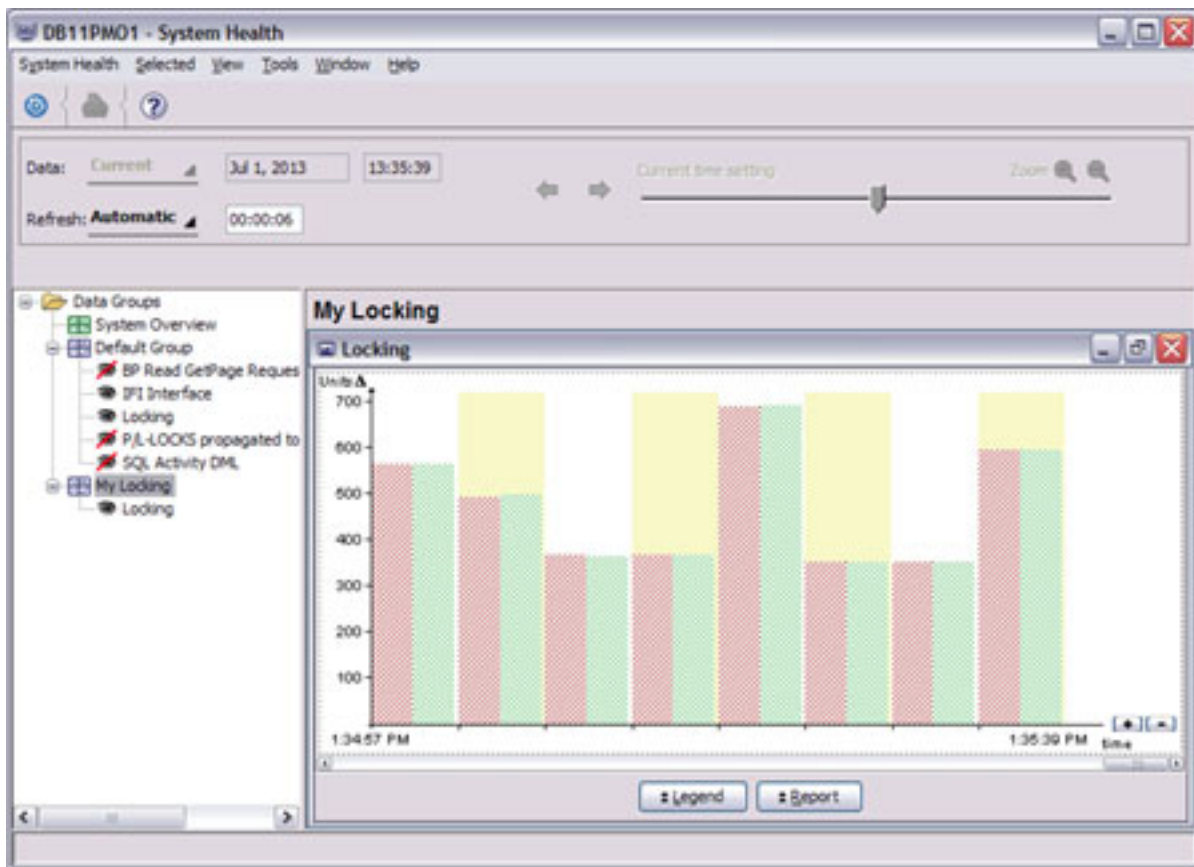 DB11PM01 - System Health
System Health Selected View Tools Window Help
Data: Current Jul 1, 2013 13:35:39 Current time setting Zoom
Refresh: Automatic 00:00:06
Data Groups
System Overview
Default Group
BP Read GetPage Reques
IFI Interface
Locking
P/L-LOCKS propagated to
SQL Activity DML
My Locking
Locking
My Locking
Locking
Units Δ
700
600
500
400
300
200
100
1:34:57 PM 1:35:39 PM time
[+][-]
Legend Report